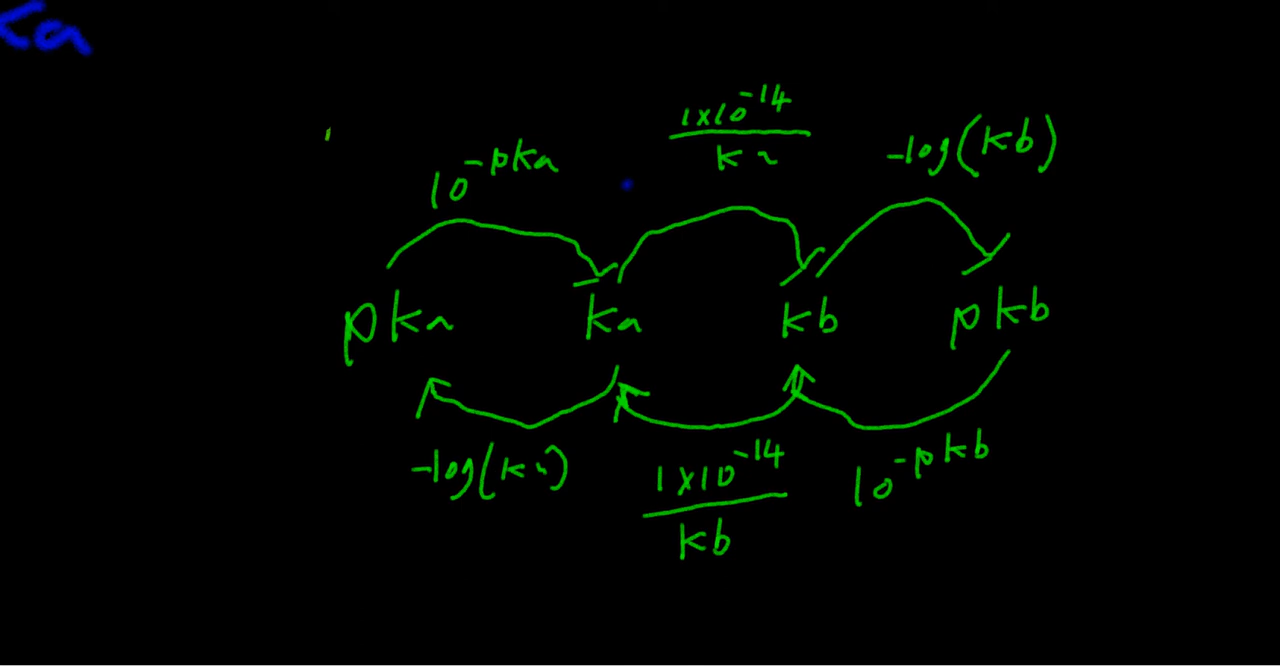 Ka
10^-pka
1x10^-14
ka
-log(kb)
pka ka kb pkb
-log(ka)
1x10^-14
kb
10^-pkb